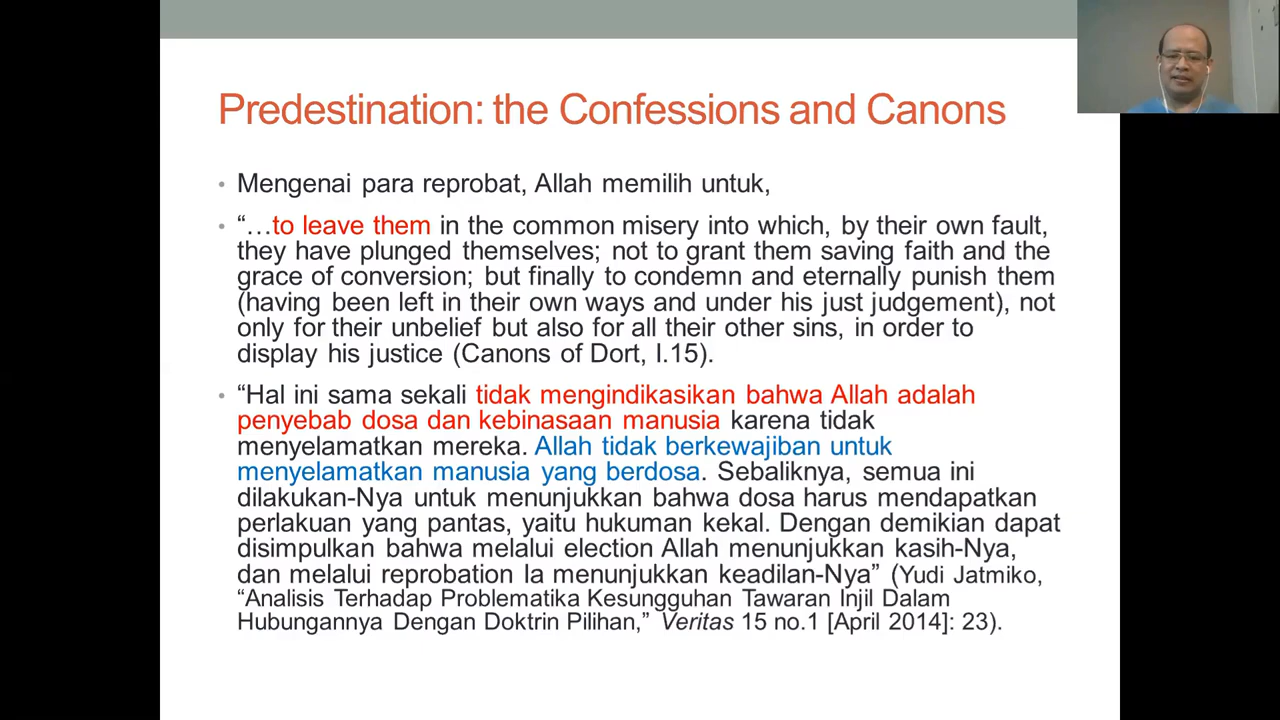 Predestination: the Confessions and Canons
• Mengenai para reprobat, Allah memilih untuk,
• “…to leave them in the common misery into which, by their own fault,
they have plunged themselves; not to grant them saving faith and the
grace of conversion; but finally to condemn and eternally punish them
(having been left in their own ways and under his just judgement), not
only for their unbelief but also for all their other sins, in order to
display his justice (Canons of Dort, I.15).
• “Hal ini sama sekali tidak mengindikasikan bahwa Allah adalah
penyebab dosa dan kebinasaan manusia karena tidak
menyelamatkan mereka. Allah tidak berkewajiban untuk
menyelamatkan manusia yang berdosa. Sebaliknya, semua ini
dilakukan-Nya untuk menunjukkan bahwa dosa harus mendapatkan
perlakuan yang pantas, yaitu hukuman kekal. Dengan demikian dapat
disimpulkan bahwa melalui election Allah menunjukkan kasih-Nya,
dan melalui reprobation Ia menunjukkan keadilan-Nya” (Yudi Jatmiko,
“Analisis Terhadap Problematika Kesungguhan Tawaran Injil Dalam
Hubungannya Dengan Doktrin Pilihan,” Veritas 15 no.1 [April 2014]: 23).